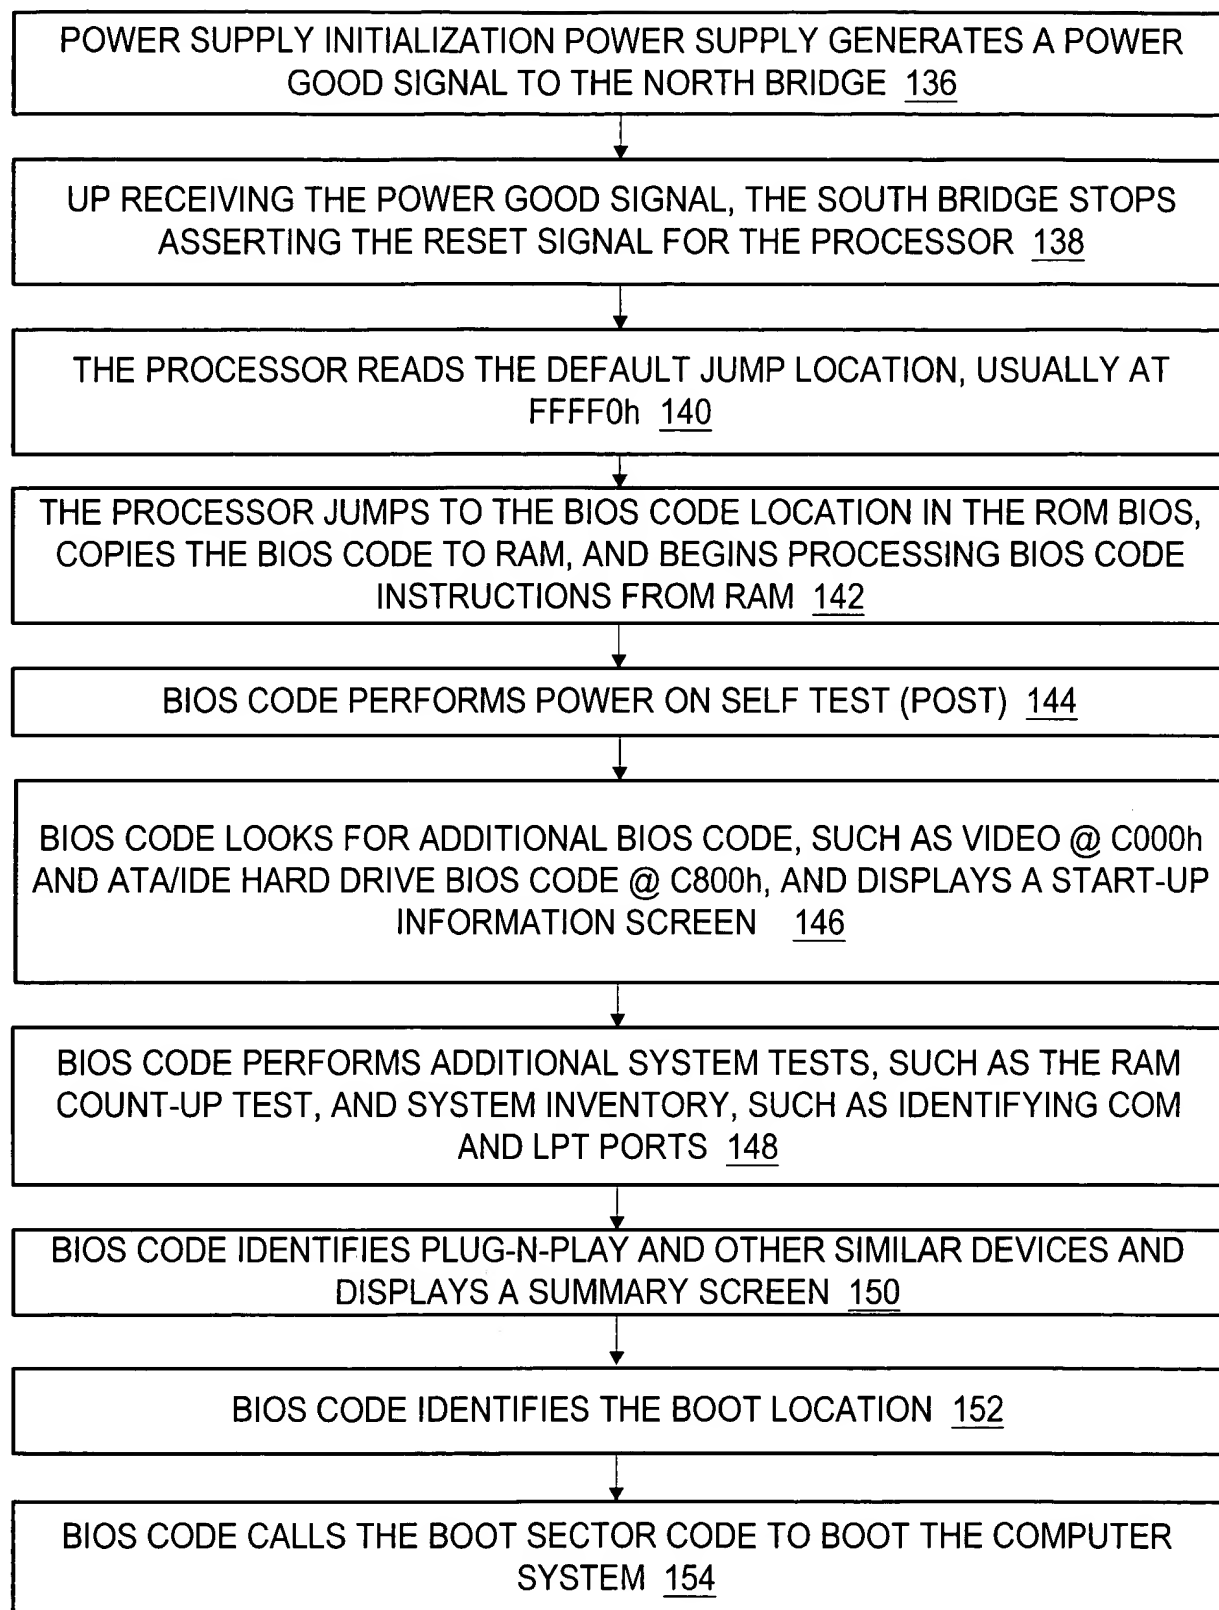 POWER SUPPLY INITIALIZATION POWER SUPPLY GENERATES A POWER
GOOD SIGNAL TO THE NORTH BRIDGE 136
UP RECEIVING THE POWER GOOD SIGNAL, THE SOUTH BRIDGE STOPS
ASSERTING THE RESET SIGNAL FOR THE PROCESSOR 138
THE PROCESSOR READS THE DEFAULT JUMP LOCATION, USUALLY AT
FFFF0h 140
THE PROCESSOR JUMPS TO THE BIOS CODE LOCATION IN THE ROM BIOS,
COPIES THE BIOS CODE TO RAM, AND BEGINS PROCESSING BIOS CODE
INSTRUCTIONS FROM RAM 142
BIOS CODE PERFORMS POWER ON SELF TEST (POST) 144
BIOS CODE LOOKS FOR ADDITIONAL BIOS CODE, SUCH AS VIDEO @ C000h
AND ATA/IDE HARD DRIVE BIOS CODE @ C800h, AND DISPLAYS A START-UP
INFORMATION SCREEN 146
BIOS CODE PERFORMS ADDITIONAL SYSTEM TESTS, SUCH AS THE RAM
COUNT-UP TEST, AND SYSTEM INVENTORY, SUCH AS IDENTIFYING COM
AND LPT PORTS 148
BIOS CODE IDENTIFIES PLUG-N-PLAY AND OTHER SIMILAR DEVICES AND
DISPLAYS A SUMMARY SCREEN 150
BIOS CODE IDENTIFIES THE BOOT LOCATION 152
BIOS CODE CALLS THE BOOT SECTOR CODE TO BOOT THE COMPUTER
SYSTEM 154